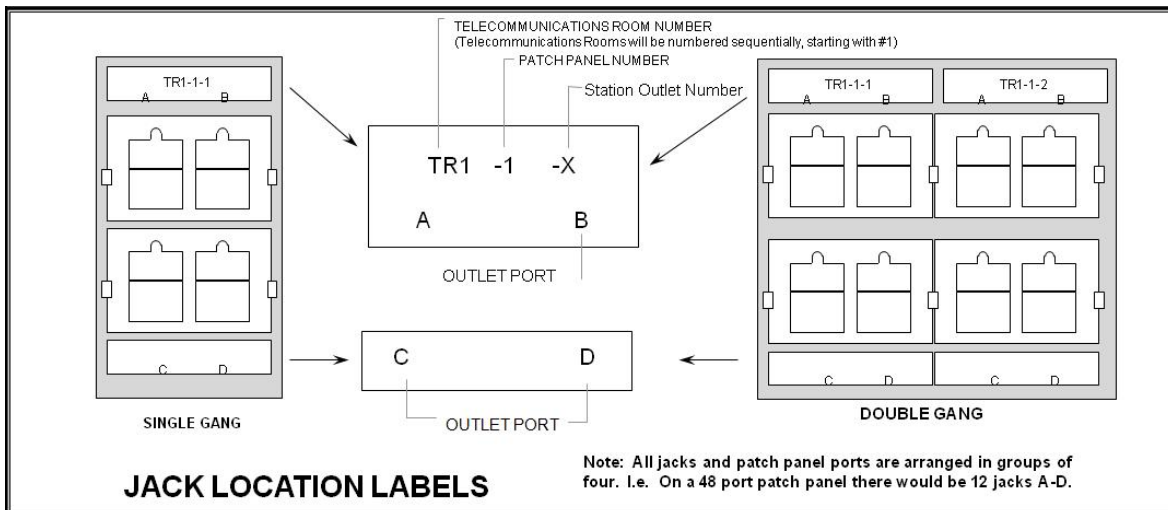 TELECOMMUNICATIONS ROOM NUMBER
(Telecommunications Rooms will be numbered sequentially, starting with #1)
PATCH PANEL NUMBER
Station Outlet Number
TR1-1-1
A B
TR1 -1 -X
A B
OUTLET PORT
TR1-1-1 TR1-1-2
A B A B
C D
SINGLE GANG
C D
OUTLET PORT
C D C D
DOUBLE GANG
JACK LOCATION LABELS
Note: All jacks and patch panel ports are arranged in groups of
four. I.e. On a 48 port patch panel there would be 12 jacks A-D.